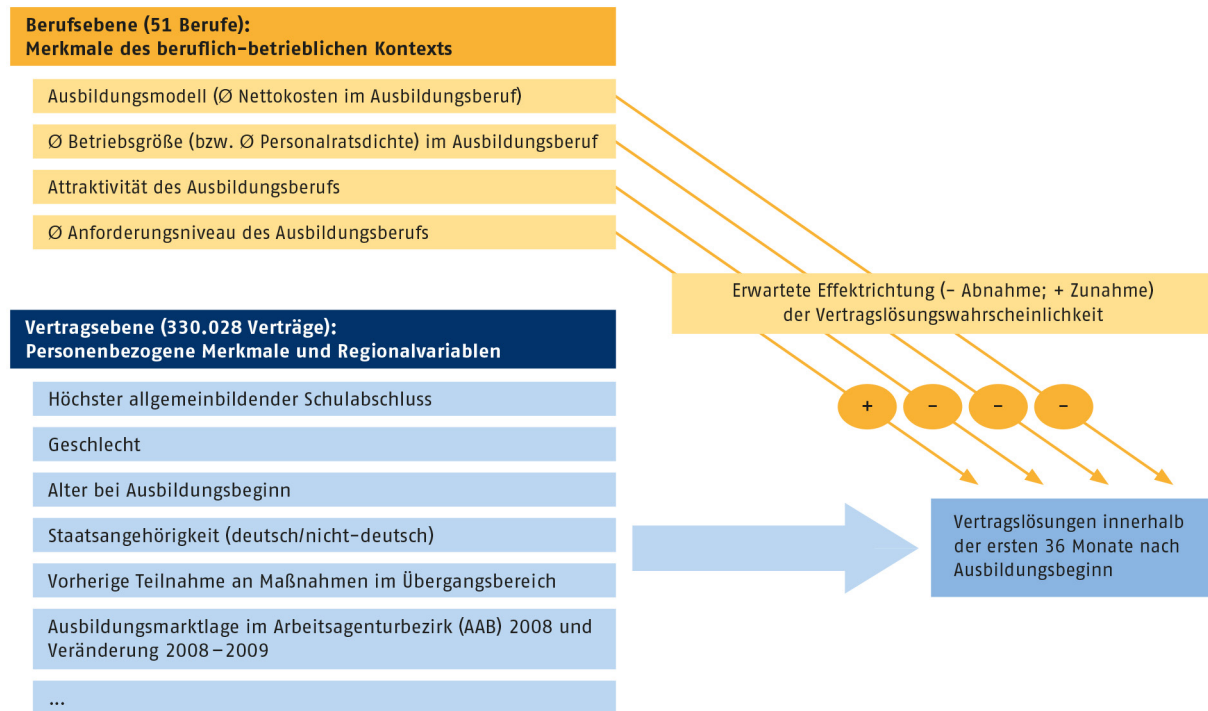 Berufsebene (51 Berufe):
Merkmale des beruflich-betrieblichen Kontexts
Ausbildungsmodell (Ø Nettokosten im Ausbildungsberuf)
Ø Betriebsgröße (bzw. Ø Personalratsdichte) im Ausbildungsberuf
Attraktivität des Ausbildungsberufs
Ø Anforderungsniveau des Ausbildungsberufs
Erwartete Effektrichtung (- Abnahme; + Zunahme)
der Vertragslösungswahrscheinlichkeit
Vertragsebene (330.028 Verträge):
Personenbezogene Merkmale und Regionalvariablen
Höchster allgemeinbildender Schulabschluss
Geschlecht
Alter bei Ausbildungsbeginn
Staatsangehörigkeit (deutsch/nicht-deutsch)
Vorherige Teilnahme an Maßnahmen im Übergangsbereich
Ausbildungsmarktlage im Arbeitsagenturbezirk (AAB) 2008 und
Veränderung 2008–2009
...
+ - - -
Vertragslösungen innerhalb
der ersten 36 Monate nach
Ausbildungsbeginn